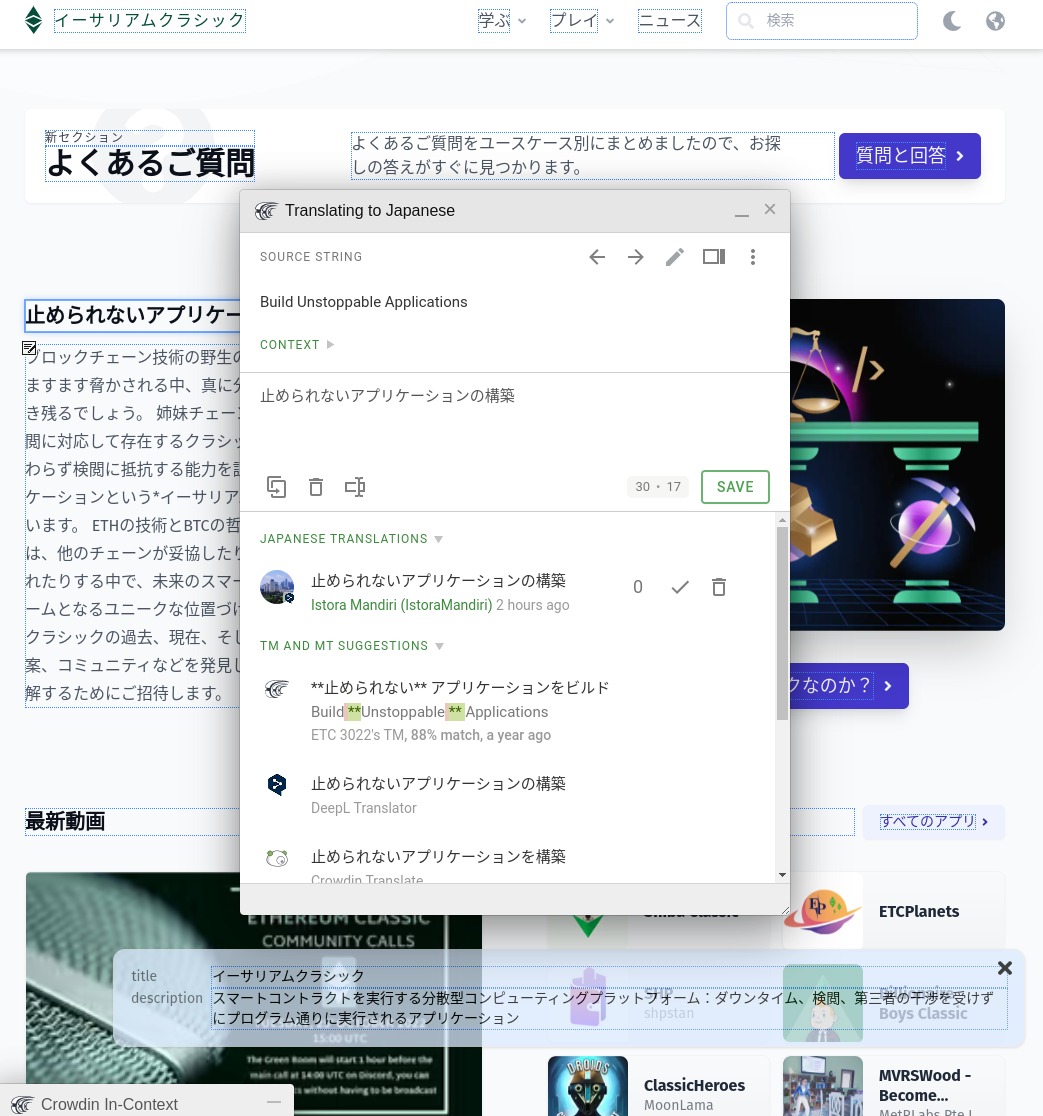 イーサリアムクラシック 学ぶ プレイ ニュース 検索
新セクション
よくあるご質問
よくあるご質問をユースケース別にまとめましたので、お探
しの答えがすぐに見つかります。
質問と回答
Translating to Japanese
SOURCE STRING
Build Unstoppable Applications
CONTEXT
止められないアプリケーションの構築
30 • 17 SAVE
JAPANESE TRANSLATIONS
止められないアプリケーションの構築
0
Istora Mandiri (IstoraMandiri) 2 hours ago
TM AND MT SUGGESTIONS
**止められない** アプリケーションをビルド
Build **Unstoppable ** Applications
ETC 3022's TM, 88% match, a year ago
止められないアプリケーションの構築
DeepL Translator
止められないアプリケーションを構築
Crowdin Translate
止められないアプリケー
ブロックチェーン技術の野生の
ますます脅かされる中、真に分
き残るでしょう。 姉妹チェー
閲に対応して存在するクラシッ
わらず検閲に抵抗する能力を
ケーションという*イーサリア
います。 ETHの技術とBTCの哲
は、他のチェーンが妥協したり
れたりする中で、未来のスマー
ームとなるユニークな位置づけ
クラシックの過去、現在、そし
案、コミュニティなどを発見し
解するためにご招待します。
クなのか？
最新動画
すべてのアプリ
ETHEREUM CLASSIC
COMMUNITY CALLS
15:00 UTC
The Green Room will start 1 hour before the
main call at 14:00 UTC on Discord, you can
s without having to be broadcast
Shiba Classic
ETCPlanets
SHP
shpstan
Boys Classic
title イーサリアムクラシック
description スマートコントラクトを実行する分散型コンピューティングプラットフォーム：ダウンタイム、検閲、第三者の干渉を受けず
にプログラム通りに実行されるアプリケーション
ClassicHeroes
MoonLama
MVRSWood -
Become...
MetRLabs Pte L
Crowdin In-Context